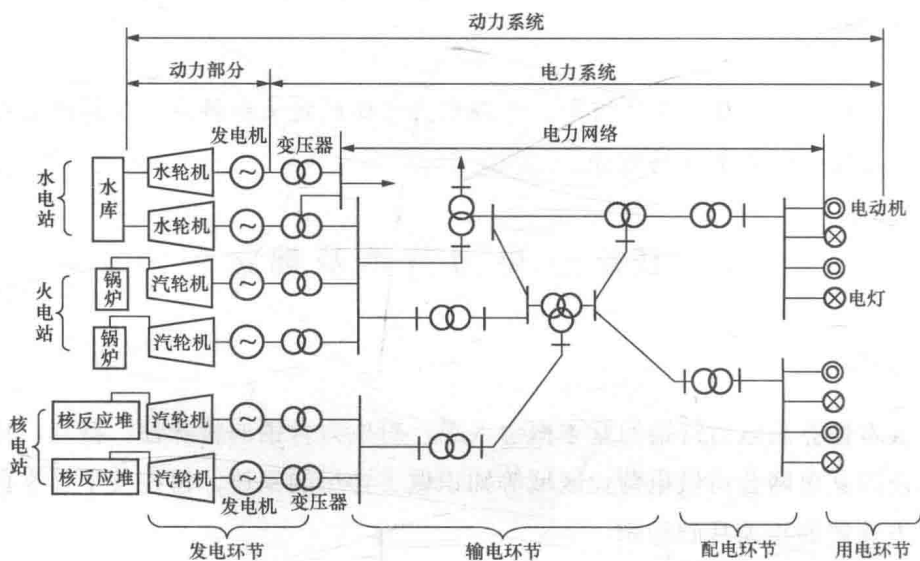 动力系统
动力部分
电力系统
发电机
变压器
电力网络
水电站
水库
水轮机
水轮机
电动机
火电站
锅炉
汽轮机
锅炉
汽轮机
电灯
核电站
核反应堆
汽轮机
核反应堆
汽轮机
发电机
变压器
发电环节
输电环节
配电环节
用电环节